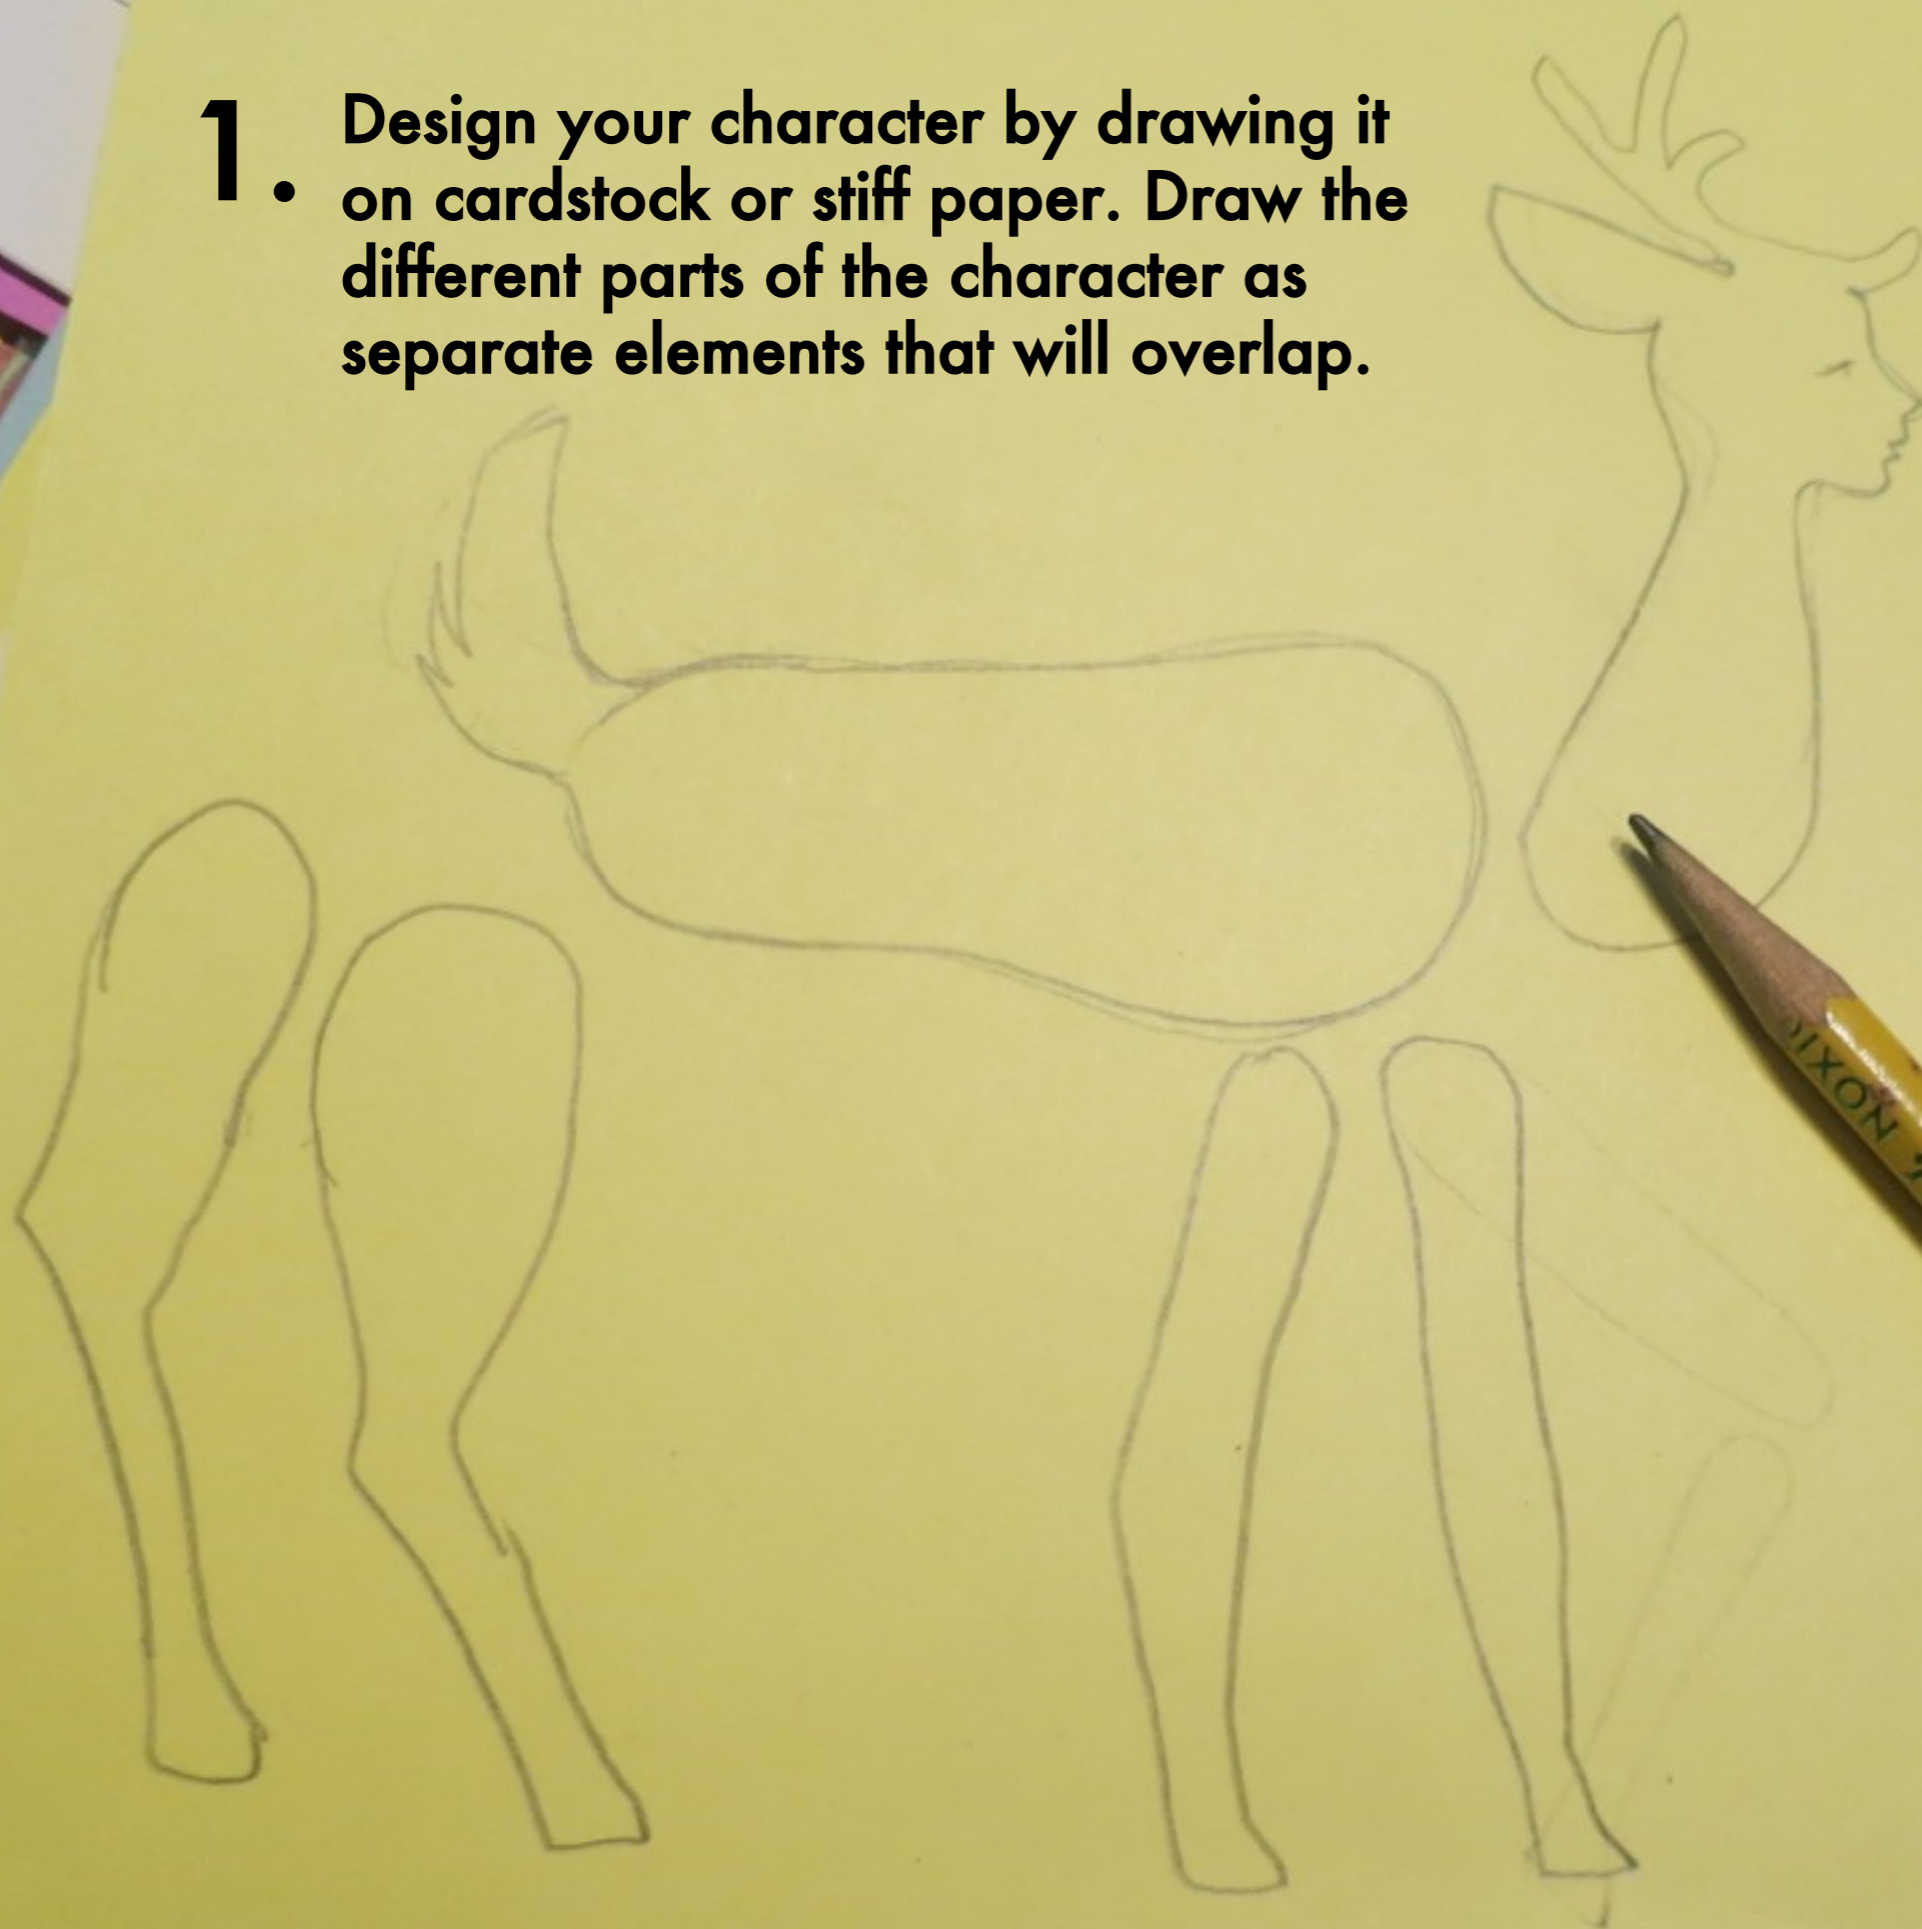 1. Design your character by drawing it
on cardstock or stiff paper. Draw the
different parts of the character as
separate elements that will overlap.
DIXON